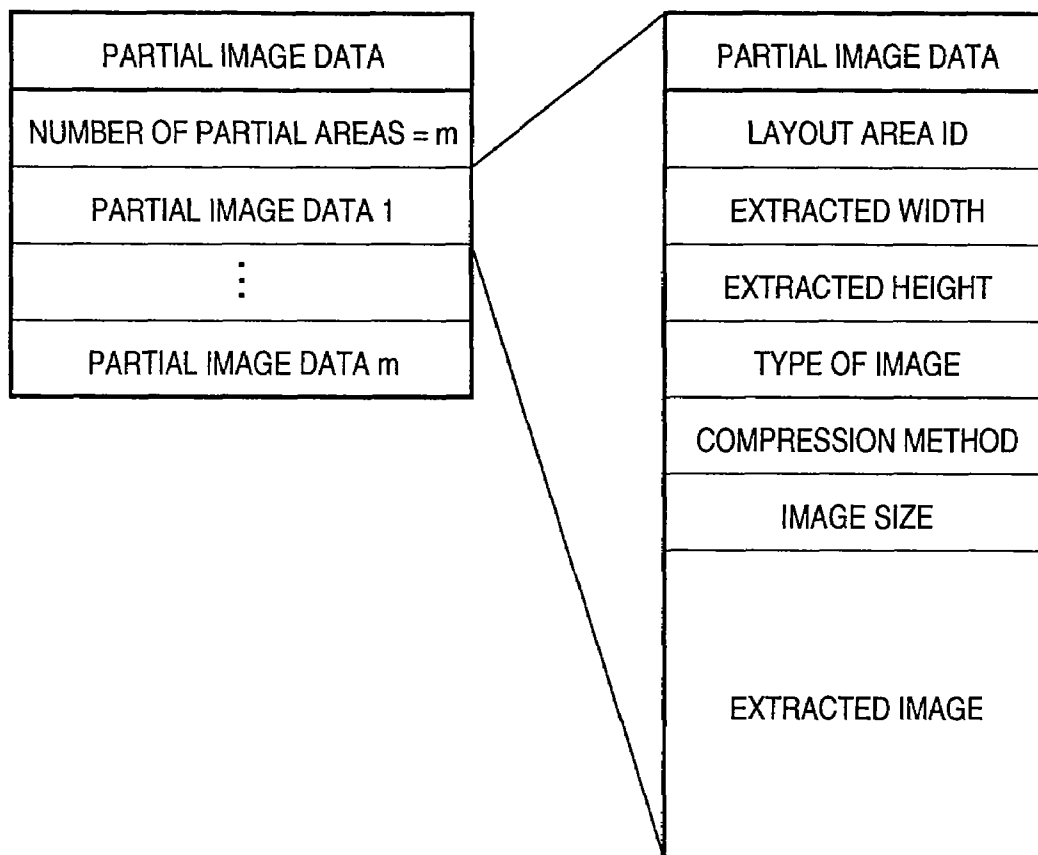 PARTIAL IMAGE DATA
NUMBER OF PARTIAL AREAS = m
PARTIAL IMAGE DATA 1
⋮
PARTIAL IMAGE DATA m
PARTIAL IMAGE DATA
LAYOUT AREA ID
EXTRACTED WIDTH
EXTRACTED HEIGHT
TYPE OF IMAGE
COMPRESSION METHOD
IMAGE SIZE
EXTRACTED IMAGE